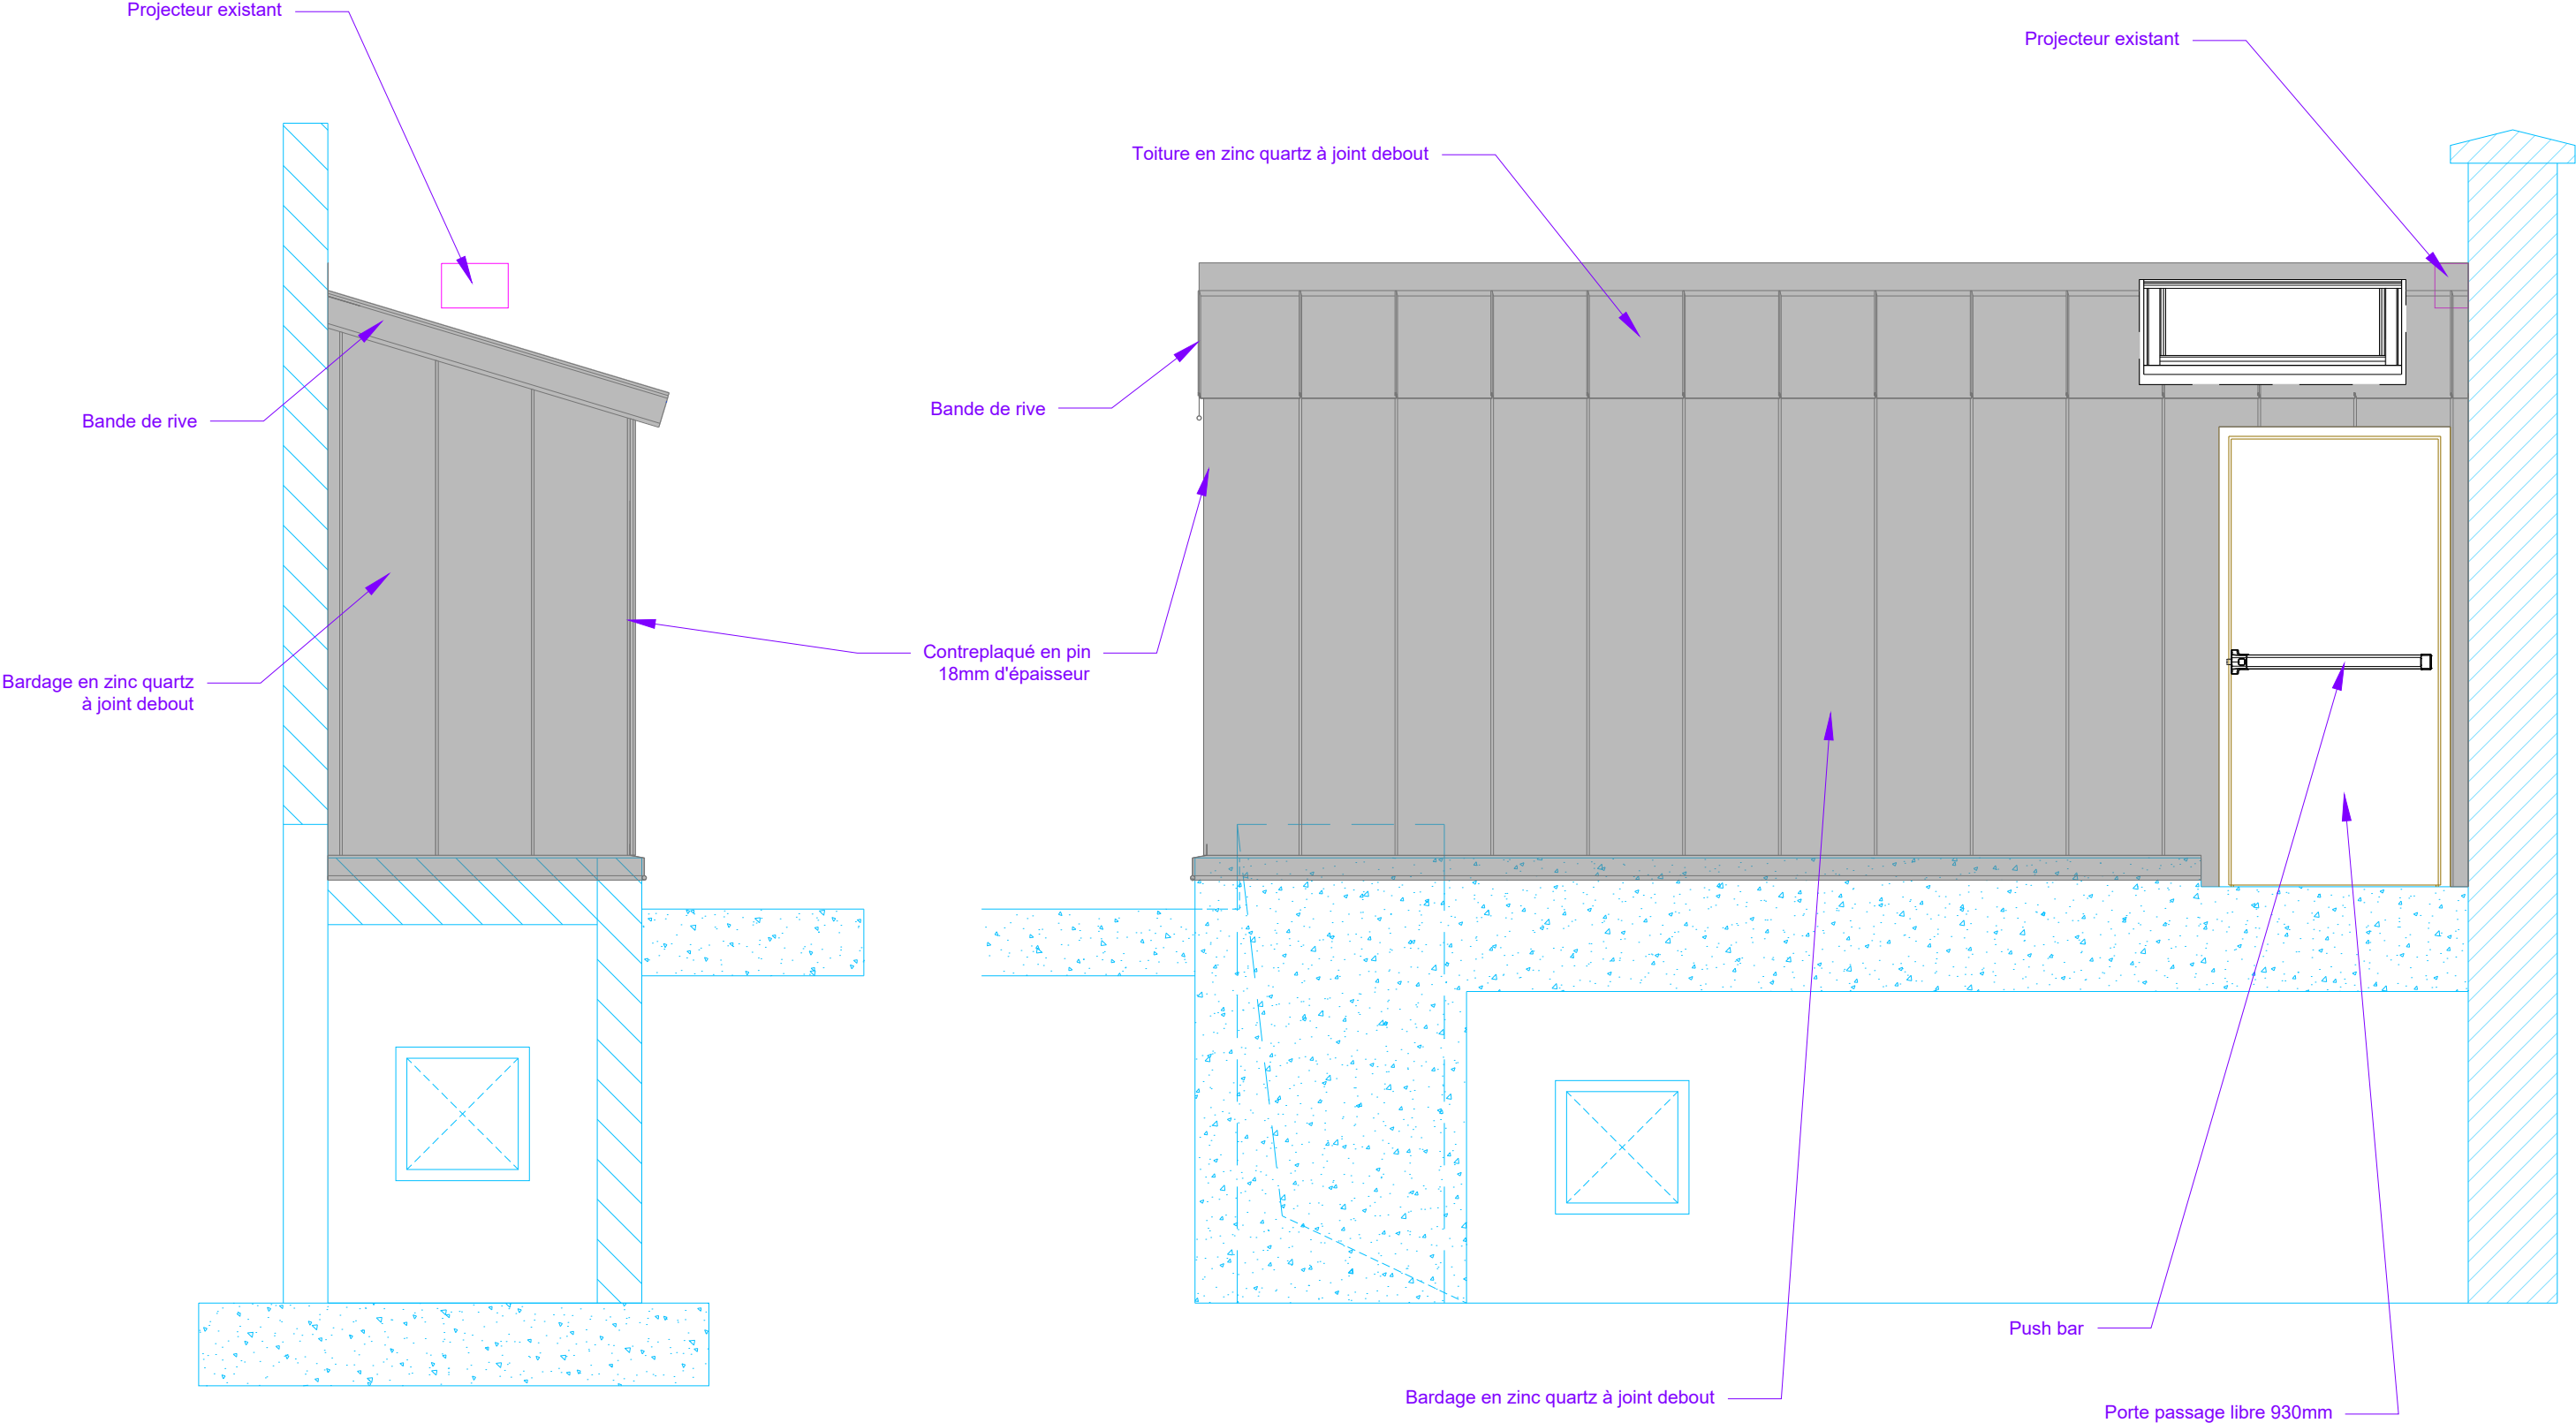 Projecteur existant
Projecteur existant
Toiture en zinc quartz à joint debout
Bande de rive
Bande de rive
Contreplaqué en pin
18mm d'épaisseur
Bardage en zinc quartz
à joint debout
Push bar
Bardage en zinc quartz à joint debout
Porte passage libre 930mm